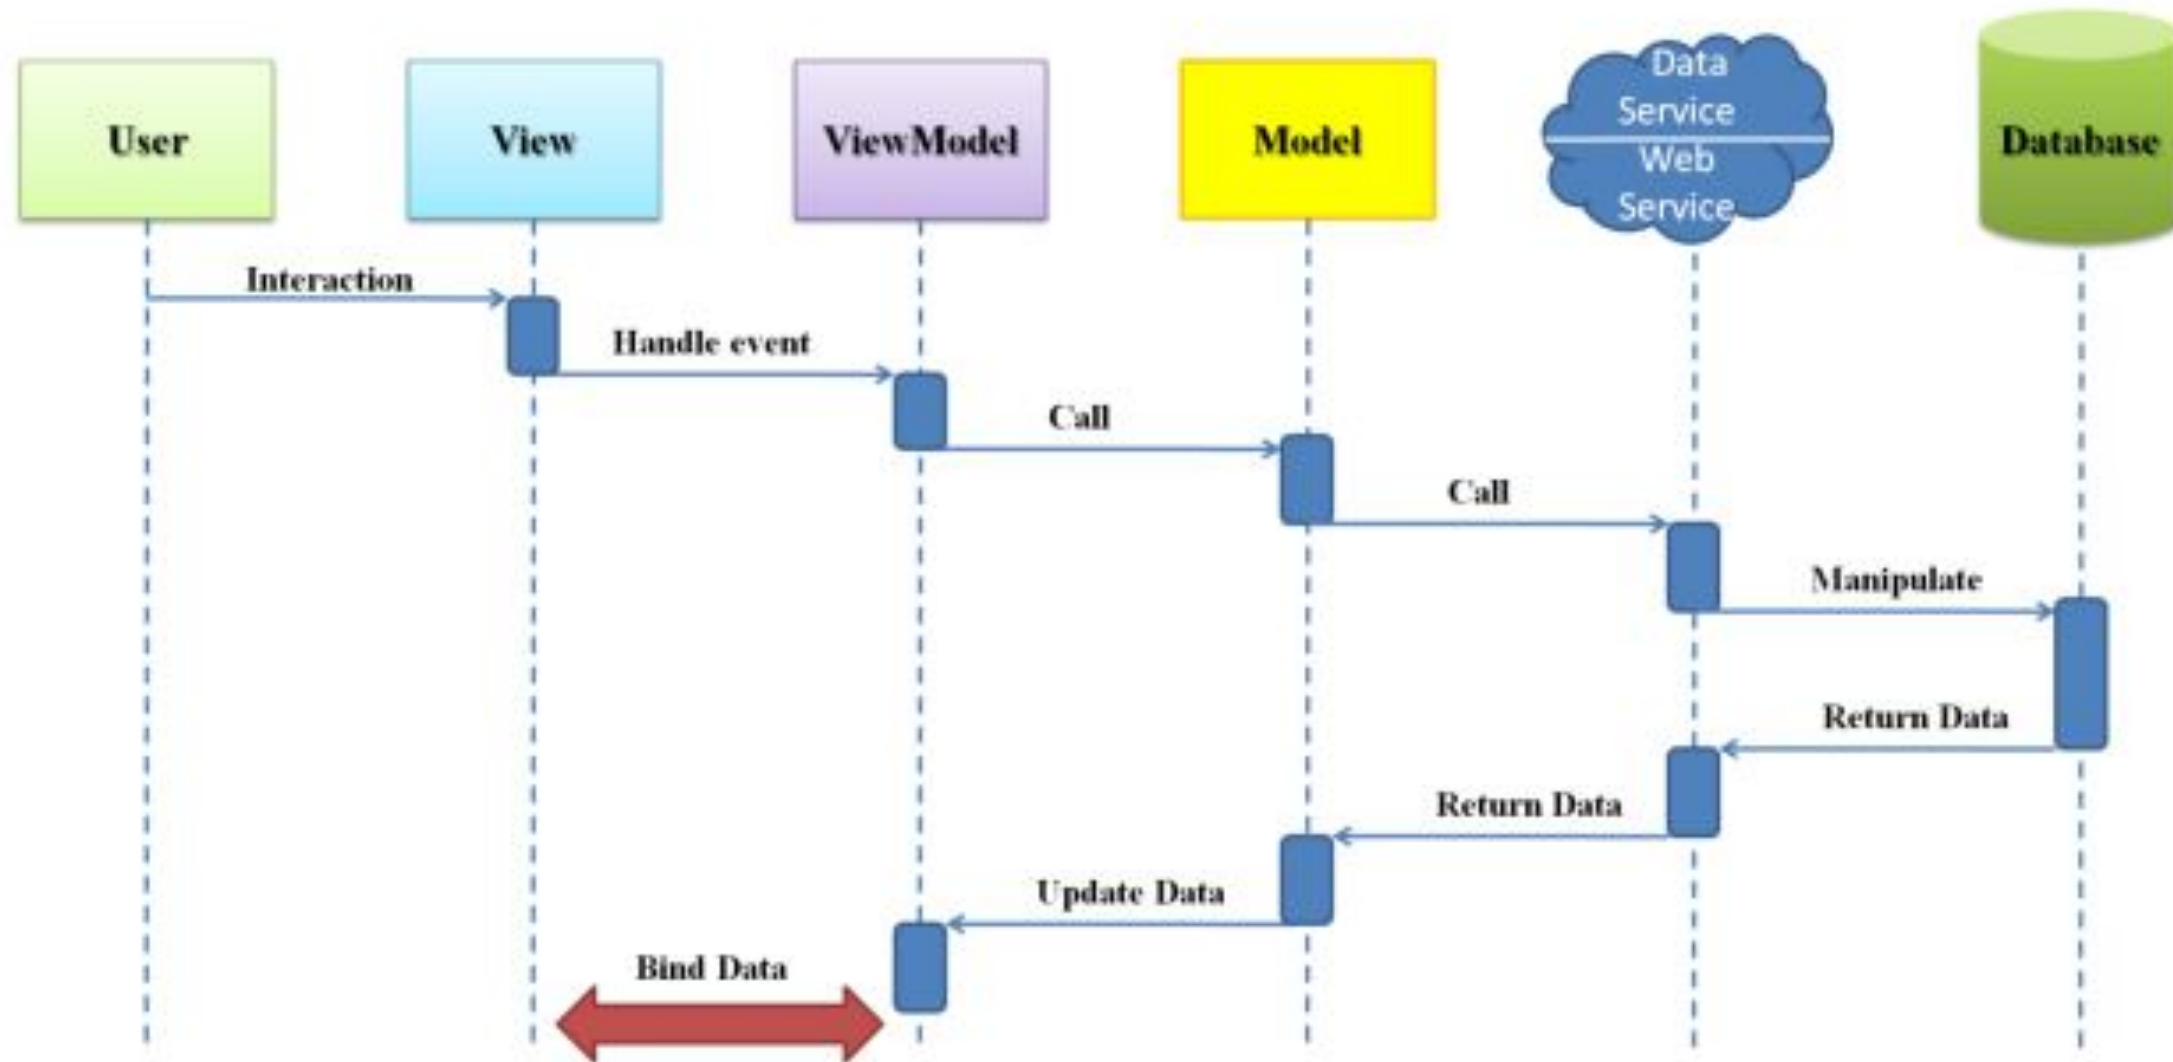 User
View
ViewModel
Model
Data
Service
Web
Service
Database
Interaction
Handle event
Call
Call
Manipulate
Return Data
Return Data
Update Data
Bind Data